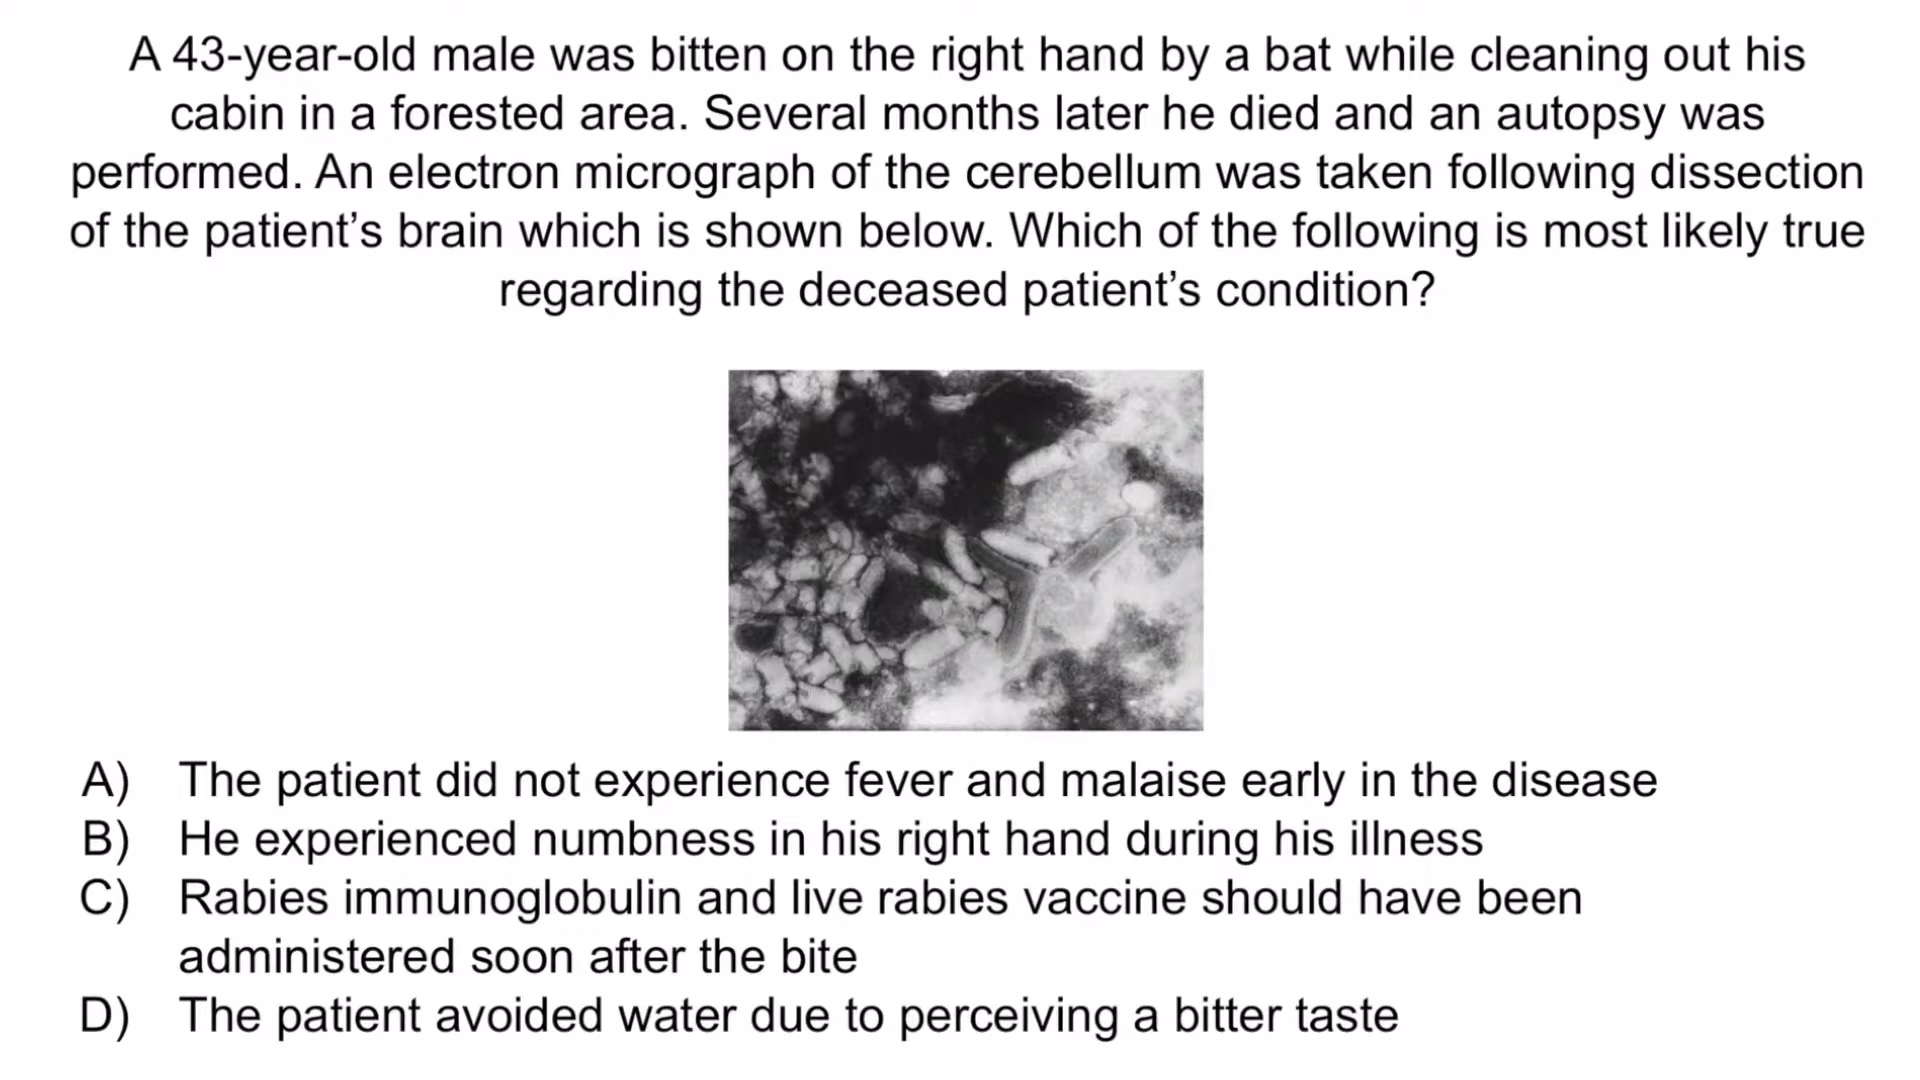 A 43-year-old male was bitten on the right hand by a bat while cleaning out his
cabin in a forested area. Several months later he died and an autopsy was
performed. An electron micrograph of the cerebellum was taken following dissection
of the patient’s brain which is shown below. Which of the following is most likely true
regarding the deceased patient’s condition?
A) The patient did not experience fever and malaise early in the disease
B) He experienced numbness in his right hand during his illness
C) Rabies immunoglobulin and live rabies vaccine should have been
administered soon after the bite
D) The patient avoided water due to perceiving a bitter taste